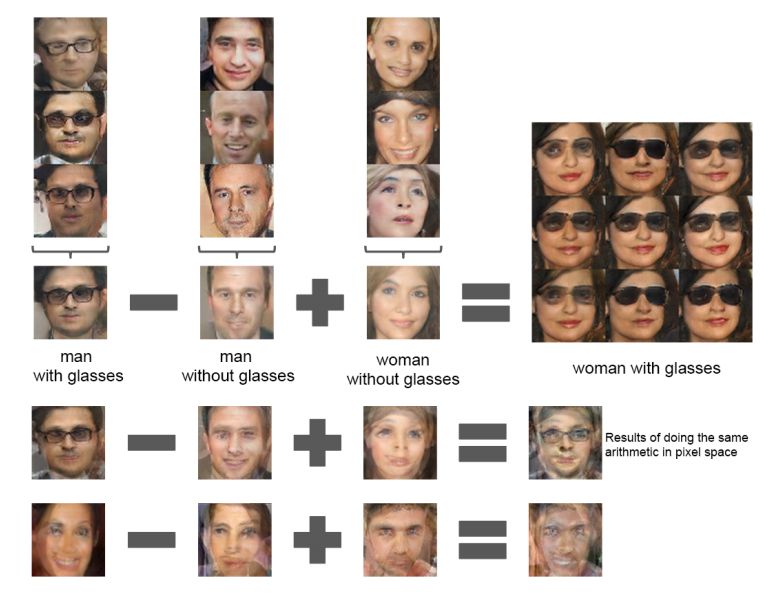 man
with glasses
man
without glasses
woman
without glasses
woman with glasses
Results of doing the same
arithmetic in pixel space